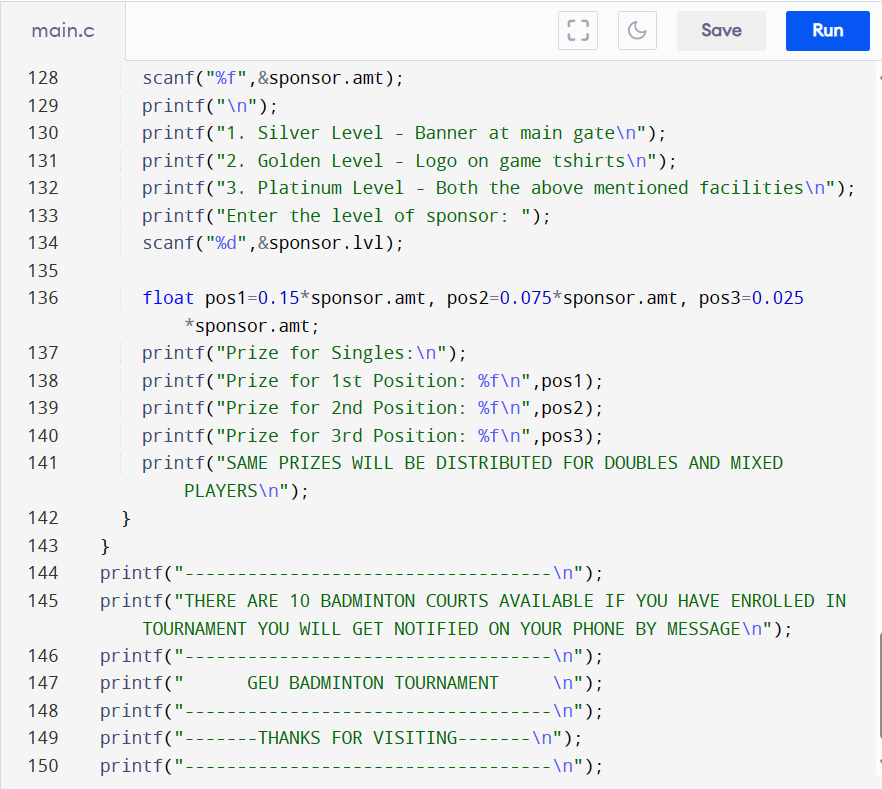 main.c
Save
Run
128 scanf("%f",&sponsor.amt);
129 printf("\n");
130 printf("1. Silver Level - Banner at main gate\n");
131 printf("2. Golden Level - Logo on game tshirts\n");
132 printf("3. Platinum Level - Both the above mentioned facilities\n");
133 printf("Enter the level of sponsor: ");
134 scanf("%d",&sponsor.lvl);
135
136 float pos1=0.15*sponsor.amt, pos2=0.075*sponsor.amt, pos3=0.025
*sponsor.amt;
137 printf("Prize for Singles:\n");
138 printf("Prize for 1st Position: %f\n",pos1);
139 printf("Prize for 2nd Position: %f\n",pos2);
140 printf("Prize for 3rd Position: %f\n",pos3);
141 printf("SAME PRIZES WILL BE DISTRIBUTED FOR DOUBLES AND MIXED
PLAYERS\n");
142 }
143 }
144 printf("-----------------------------------\n");
145 printf("THERE ARE 10 BADMINTON COURTS AVAILABLE IF YOU HAVE ENROLLED IN
TOURNAMENT YOU WILL GET NOTIFIED ON YOUR PHONE BY MESSAGE\n");
146 printf("-----------------------------------\n");
147 printf("      GEU BADMINTON TOURNAMENT     \n");
148 printf("-----------------------------------\n");
149 printf("-------THANKS FOR VISITING-------\n");
150 printf("-----------------------------------\n");